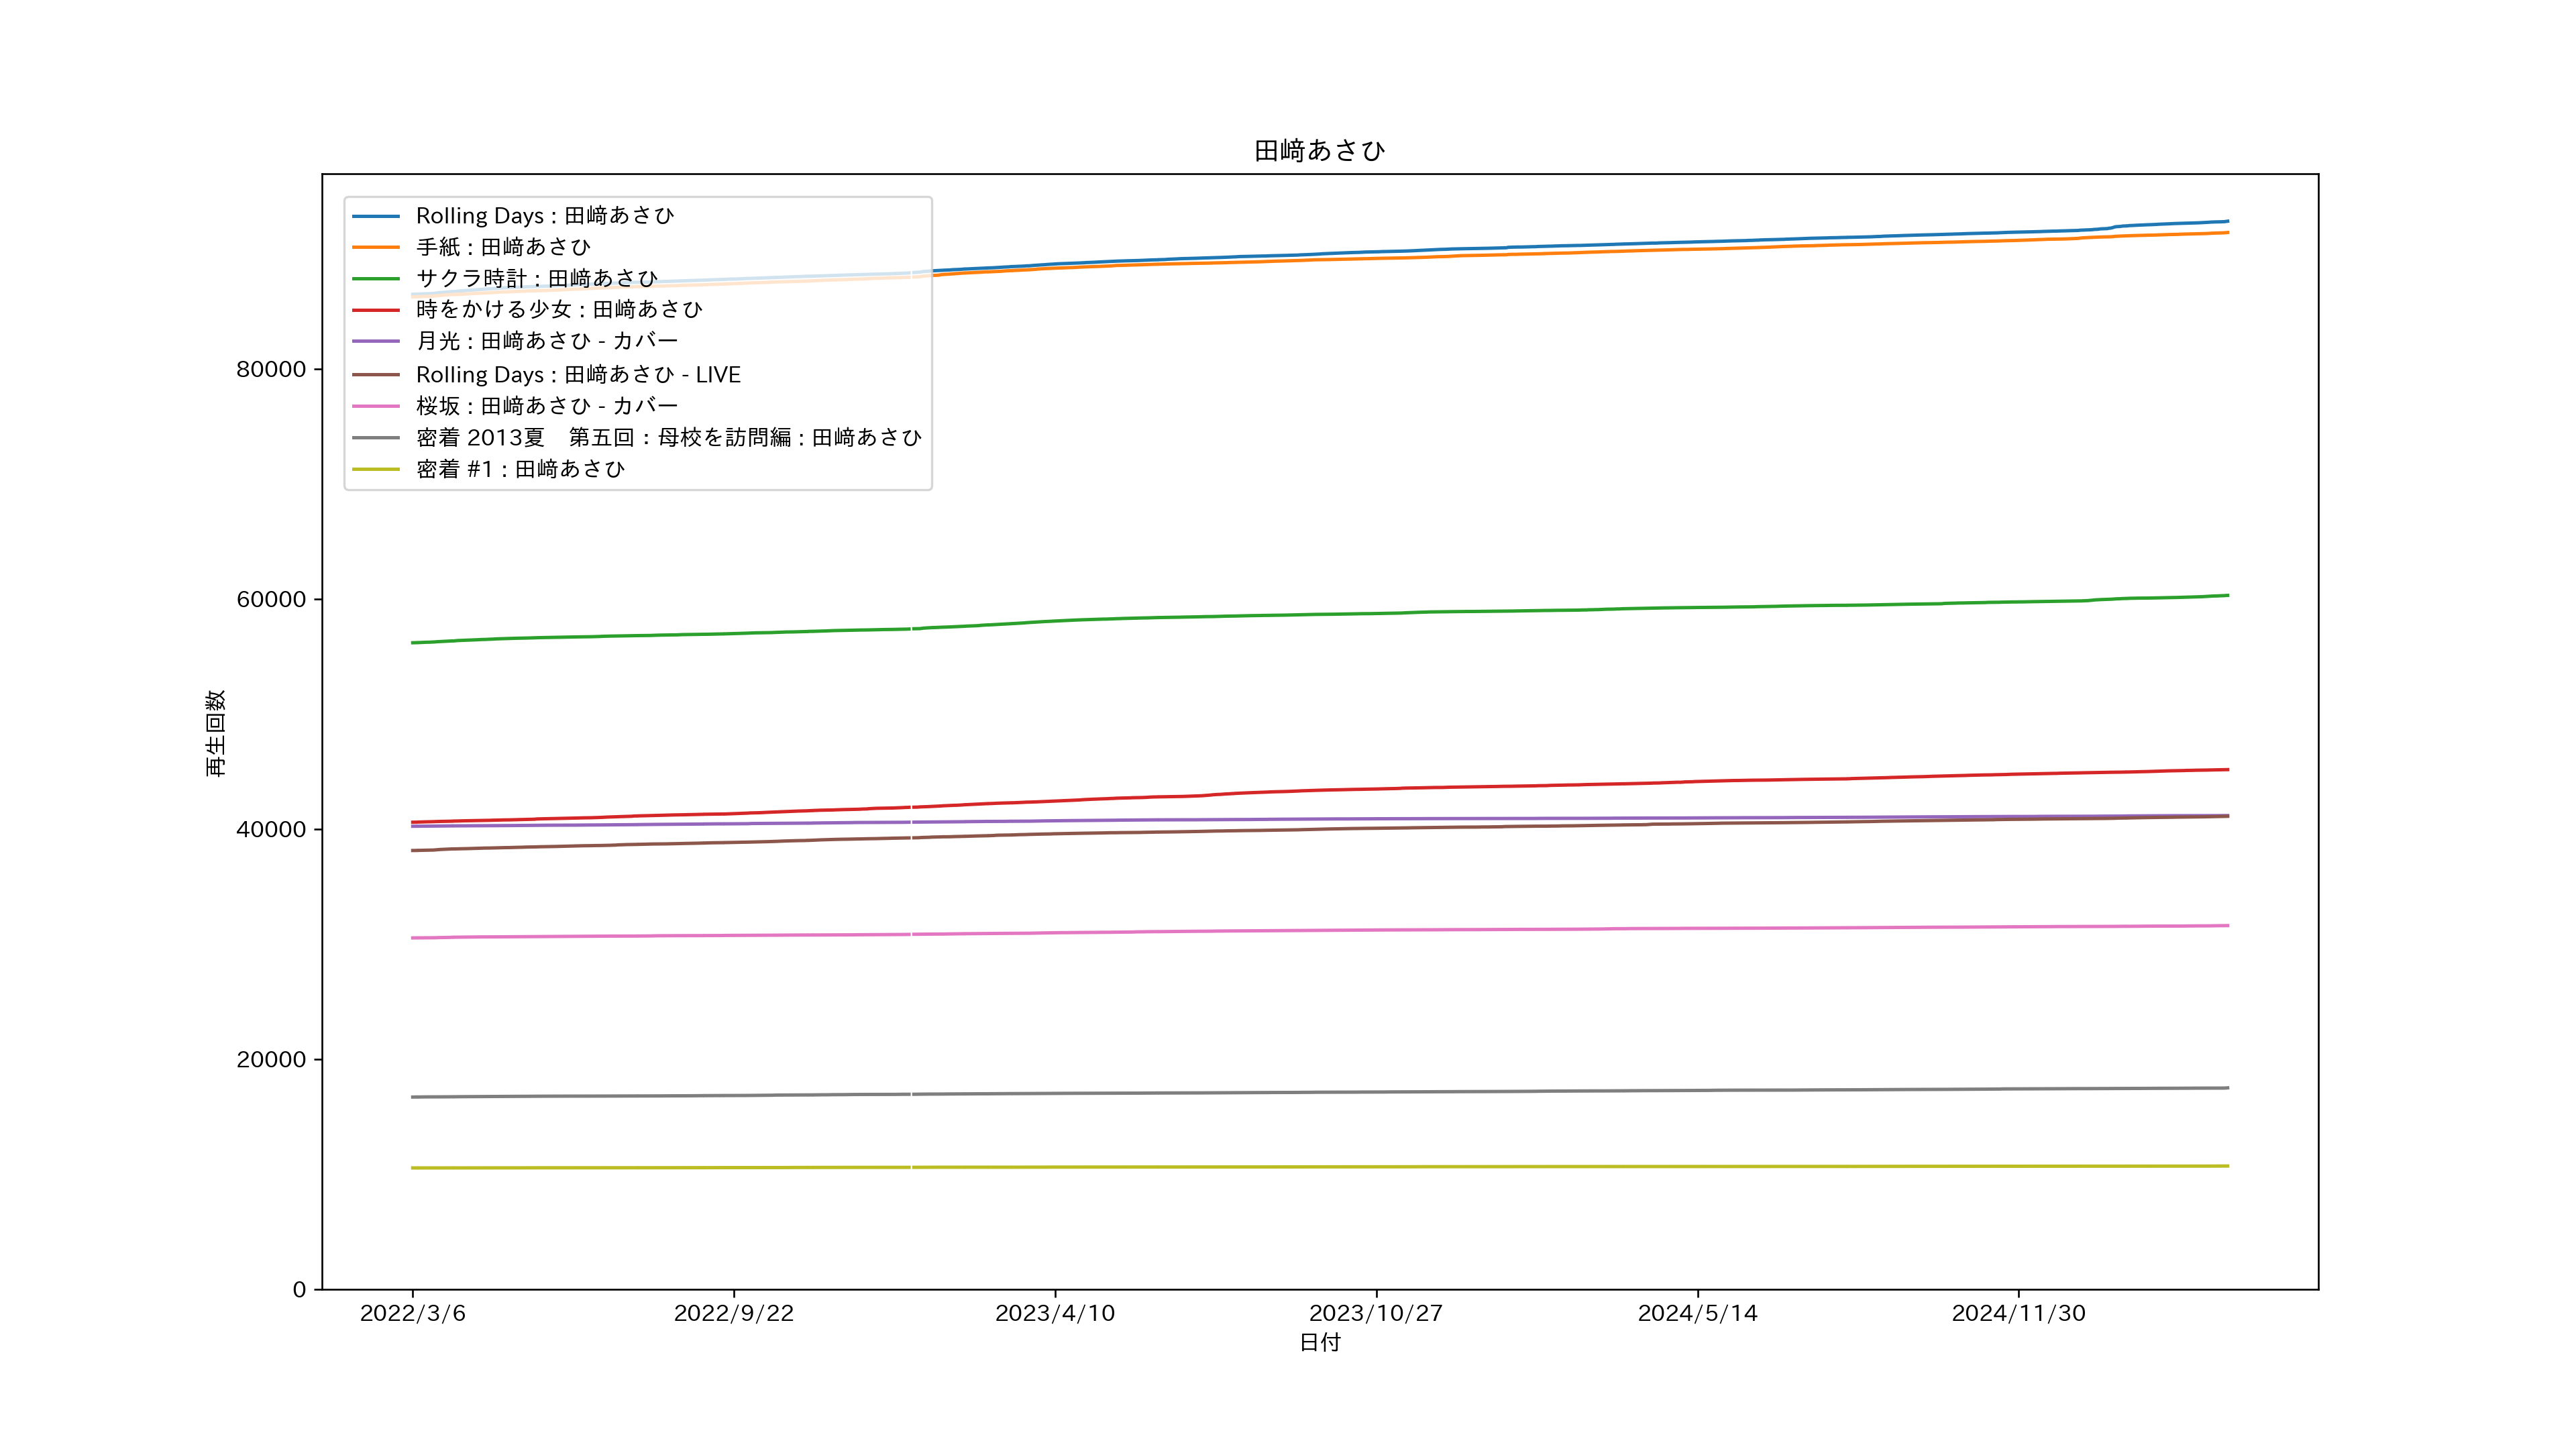 田﨑あさひ
Rolling Days : 田﨑あさひ
手紙 : 田﨑あさひ
サクラ時計 : 田﨑あさひ
時をかける少女 : 田﨑あさひ
月光 : 田﨑あさひ - カバー
Rolling Days : 田﨑あさひ - LIVE
桜坂 : 田﨑あさひ - カバー
密着 2013夏　第五回：母校を訪問編 : 田﨑あさひ
密着 #1 : 田﨑あさひ
80000
60000
40000
20000
0
再生回数
2022/3/6 2022/9/22 2023/4/10 2023/10/27 2024/5/14 2024/11/30
日付